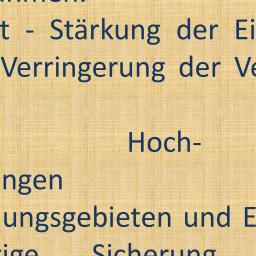 t - Stärkung der Ei
Verringerung der Ve
Hoch-
ngen
ungsgebieten und E
Sicherung